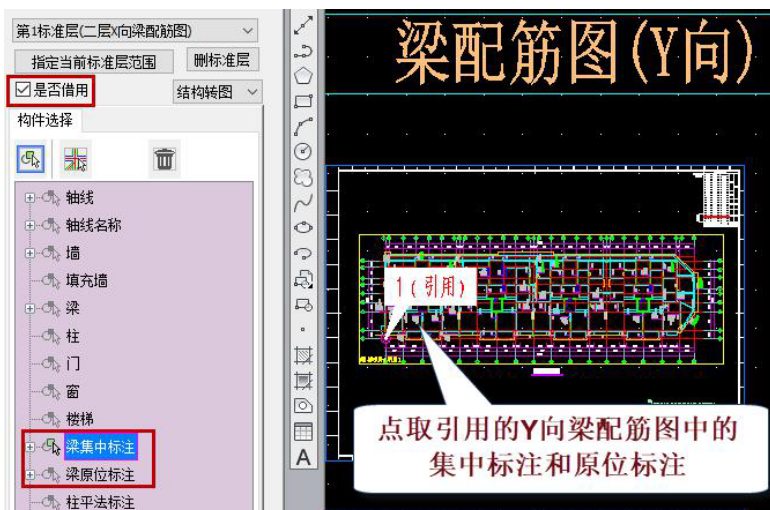 第1标准层(二层X向梁配筋图)
指定当前标准层范围
删标准层
是否借用
结构转图
构件选择
轴线
轴线名称
墙
填充墙
梁
柱
门
窗
楼梯
梁集中标注
梁原位标注
柱平法标注
A
梁配筋图(Y向)
1(引用)
点取引用的Y向梁配筋图中的
集中标注和原位标注